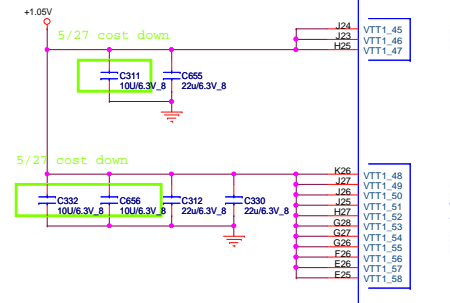 +1.05V
5/27 cost down
C311
10U/6.3V_8
C655
22u/6.3V_8
J24
J23
H25
VTT1_45
VTT1_46
VTT1_47
5/27 cost down
C332
10U/6.3V_8
C656
10U/6.3V_8
C312
22u/6.3V_8
C330
22u/6.3V_8
K26
J27
J26
J25
H27
G28
G27
G26
F26
E26
E25
VTT1_48
VTT1_49
VTT1_50
VTT1_51
VTT1_52
VTT1_53
VTT1_54
VTT1_55
VTT1_56
VTT1_57
VTT1_58